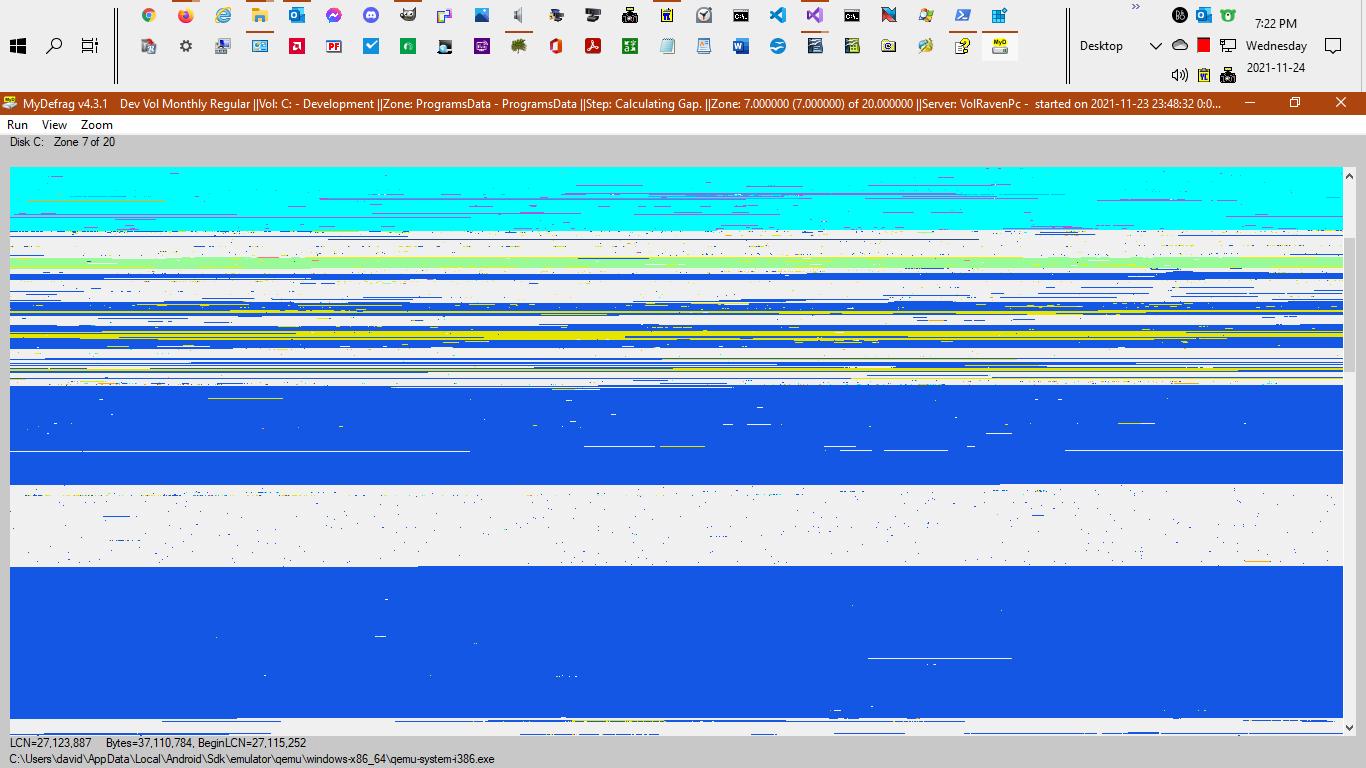 7:22 PM
Desktop
Wednesday
2021-11-24
MyDefrag v4.3.1 Dev Vol Monthly Regular ||Vol: C: - Development ||Zone: ProgramsData - ProgramsData ||Step: Calculating Gap. ||Zone: 7.000000 (7.000000) of 20.000000 ||Server: VolRavenPc - started on 2021-11-23 23:48:32 0:0...
Run View Zoom
Disk C: Zone 7 of 20
LCN=27,123,887 Bytes=37,110,784, BeginLCN=27,115,252
C:\Users\david\AppData\Local\Android\Sdk\emulator\qemu\windows-x86_64\qemu-system-i386.exe